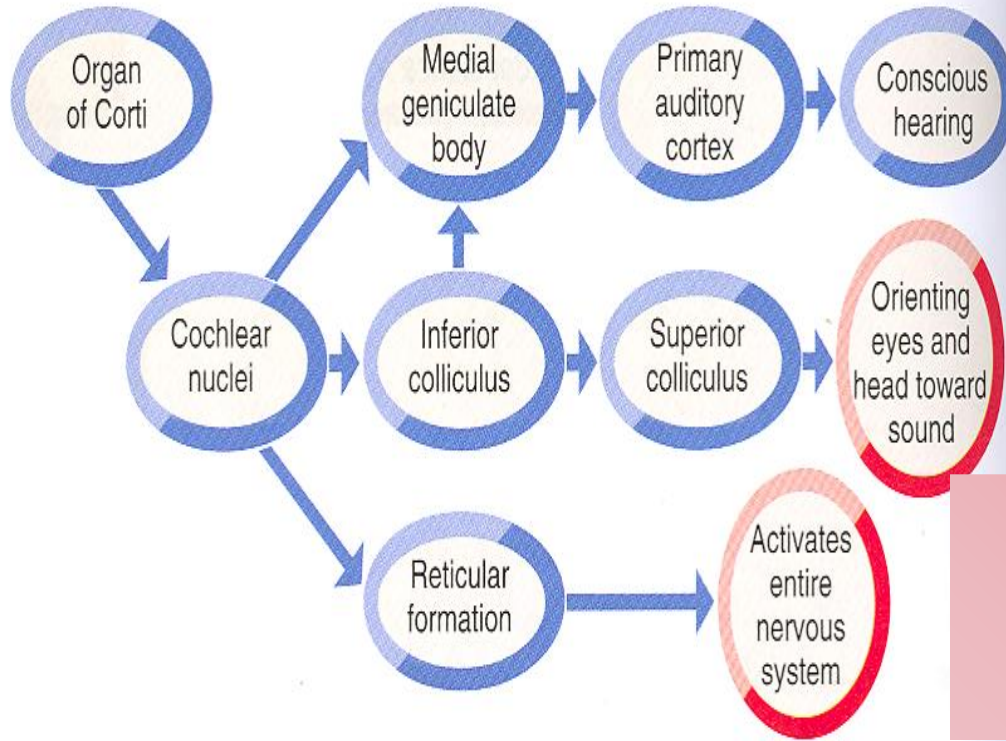 Organ
of Corti
Medial
geniculate
body
Primary
auditory
cortex
Conscious
hearing
Cochlear
nuclei
Inferior
colliculus
Superior
colliculus
Orienting
eyes and
head toward
sound
Reticular
formation
Activates
entire
nervous
system